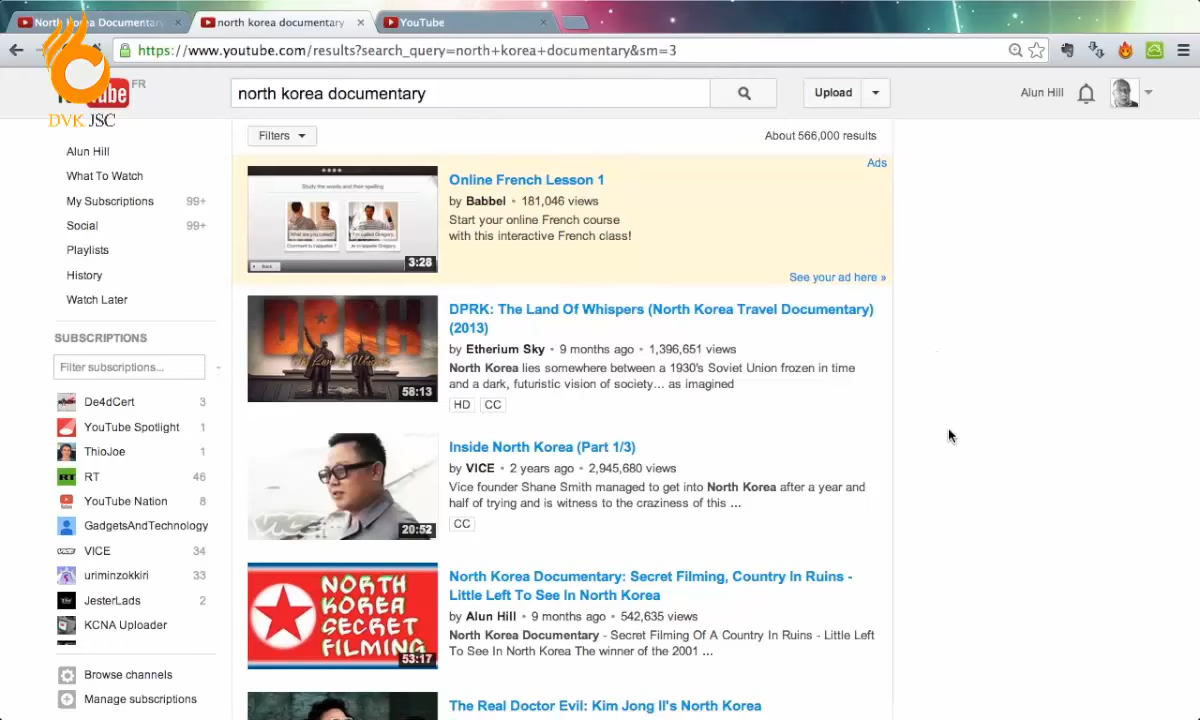 North Korea Documentary
north korea documentary
YouTube
https://www.youtube.com/results?search_query=north+korea+documentary&sm=3
DVK JSC
FR
north korea documentary
Upload
Alun Hill
Filters
About 566,000 results
Alun Hill
What To Watch
My Subscriptions 99+
Social 99+
Playlists
History
Watch Later
SUBSCRIPTIONS
Filter subscriptions...
De4dCert 3
YouTube Spotlight 1
ThioJoe 1
RT 46
YouTube Nation 8
GadgetsAndTechnology
VICE 34
uriminzokkiri 33
JesterLads 2
KCNA Uploader
Browse channels
Manage subscriptions
Ads
Study the words and their spelling
3:28
Online French Lesson 1
by Babbel • 181,046 views
Start your online French course
with this interactive French class!
See your ad here »
DPRK
58:13
DPRK: The Land Of Whispers (North Korea Travel Documentary)
(2013)
by Etherium Sky • 9 months ago • 1,396,651 views
North Korea lies somewhere between a 1930's Soviet Union frozen in time
and a dark, futuristic vision of society... as imagined
HD CC
20:52
Inside North Korea (Part 1/3)
by VICE • 2 years ago • 2,945,680 views
Vice founder Shane Smith managed to get into North Korea after a year and
half of trying and is witness to the craziness of this ...
CC
NORTH
KOREA
SECRET
FILMING
53:17
North Korea Documentary: Secret Filming, Country In Ruins -
Little Left To See In North Korea
by Alun Hill • 9 months ago • 542,635 views
North Korea Documentary - Secret Filming Of A Country In Ruins - Little Left
To See In North Korea The winner of the 2001 ...
The Real Doctor Evil: Kim Jong Il's North Korea